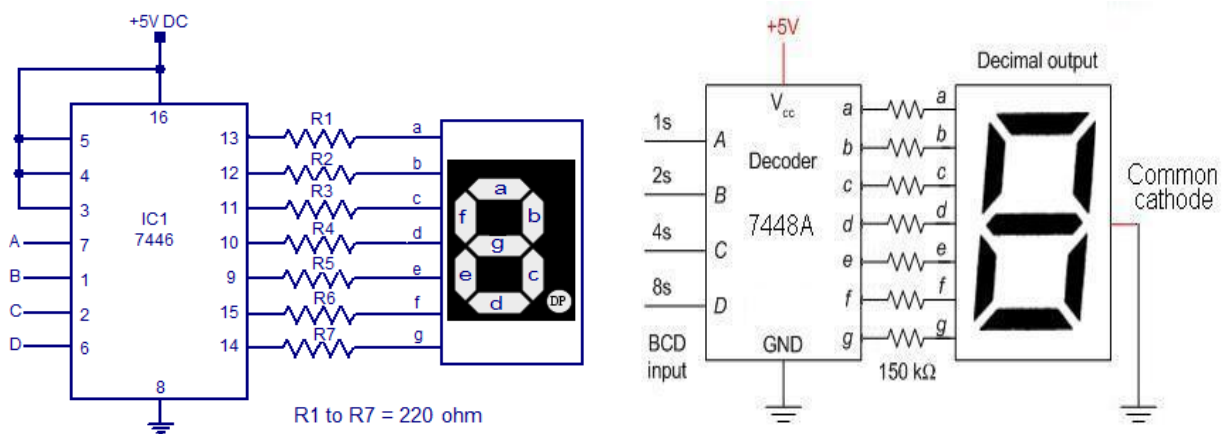 +5V DC
16
5
4
3
7
1
2
6
8
A
B
C
D
IC1
7446
13
12
11
10
9
15
14
R1
R2
R3
R4
R5
R6
R7
a
b
c
d
e
f
g
a
f
b
g
e
c
d
DP
R1 to R7 = 220 ohm
+5V
Decimal output
Vcc
1s
2s
4s
8s
A
B
C
D
Decoder
7448A
a
b
c
d
e
f
g
a
b
c
d
e
f
g
Common
cathode
BCD
input
GND
150 kΩ